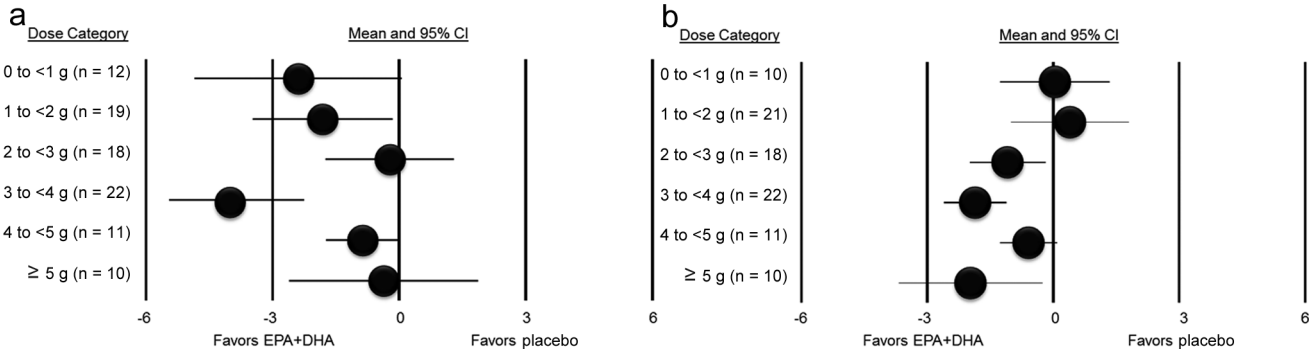 a
Dose Category Mean and 95% CI
0 to <1 g (n = 12)
1 to <2 g (n = 19)
2 to <3 g (n = 18)
3 to <4 g (n = 22)
4 to <5 g (n = 11)
≥ 5 g (n = 10)
-6 -3 0 3 6
Favors EPA+DHA Favors placebo
b
Dose Category Mean and 95% CI
0 to <1 g (n = 10)
1 to <2 g (n = 21)
2 to <3 g (n = 18)
3 to <4 g (n = 22)
4 to <5 g (n = 11)
≥ 5 g (n = 10)
-6 -3 0 3 6
Favors EPA+DHA Favors placebo